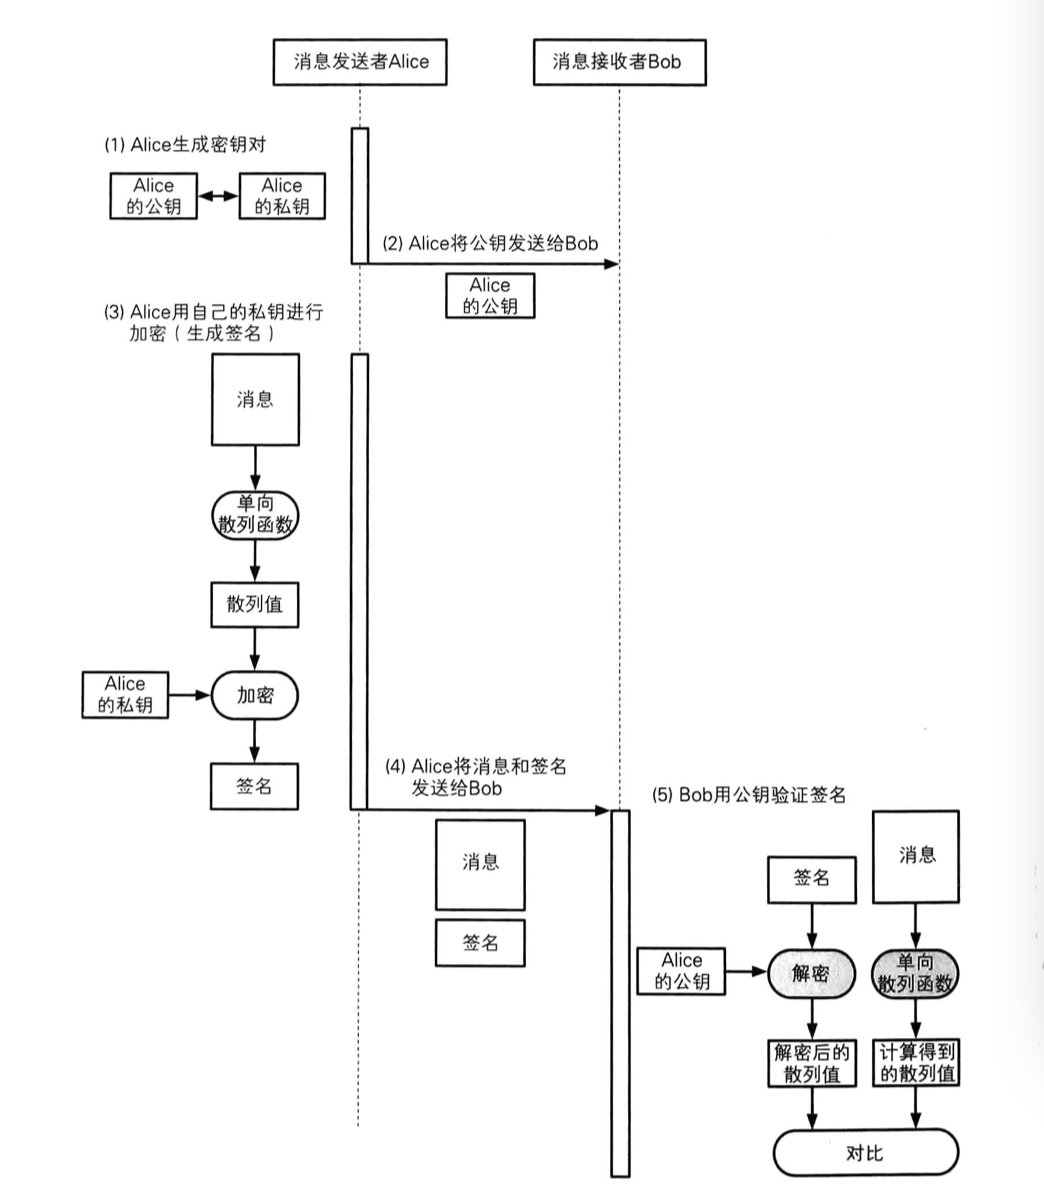 消息发送者Alice
消息接收者Bob
(1) Alice生成密钥对
Alice
的公钥
Alice
的私钥
(2) Alice将公钥发送给Bob
Alice
的公钥
(3) Alice用自己的私钥进行
加密（生成签名）
消息
单向
散列函数
散列值
Alice
的私钥
加密
签名
(4) Alice将消息和签名
发送给Bob
消息
签名
(5) Bob用公钥验证签名
签名
消息
Alice
的公钥
解密
单向
散列函数
解密后的
散列值
计算得到
的散列值
对比